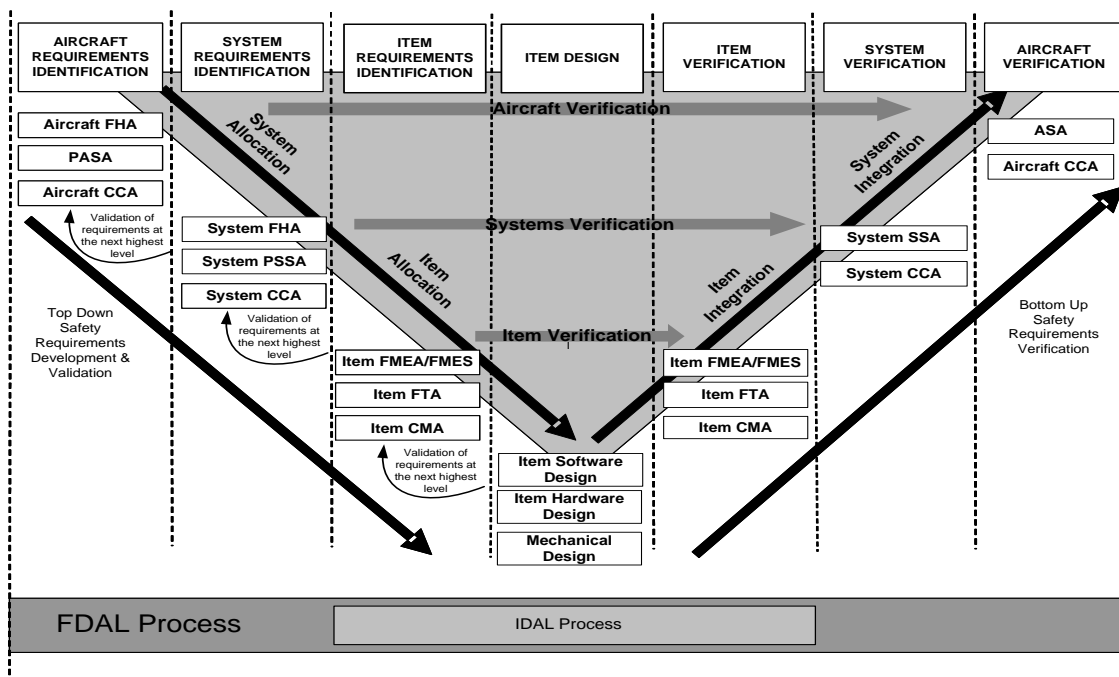 AIRCRAFT
REQUIREMENTS
IDENTIFICATION
SYSTEM
REQUIREMENTS
IDENTIFICATION
ITEM
REQUIREMENTS
IDENTIFICATION
ITEM DESIGN
ITEM
VERIFICATION
SYSTEM
VERIFICATION
AIRCRAFT
VERIFICATION
Aircraft FHA
PASA
Aircraft CCA
Validation of
requirements at
the next highest
level
Top Down
Safety
Requirements
Development &
Validation
System
Allocation
System FHA
System PSSA
System CCA
Validation of
requirements at
the next highest
level
Item
Allocation
Item FMEA/FMES
Item FTA
Item CMA
Validation of
requirements at
the next highest
level
Aircraft Verification
Systems Verification
Item Verification
Item Software
Design
Item Hardware
Design
Mechanical
Design
Item
Integration
Item FMEA/FMES
Item FTA
Item CMA
System
Integration
System SSA
System CCA
ASA
Aircraft CCA
Bottom Up
Safety
Requirements
Verification
FDAL Process
IDAL Process